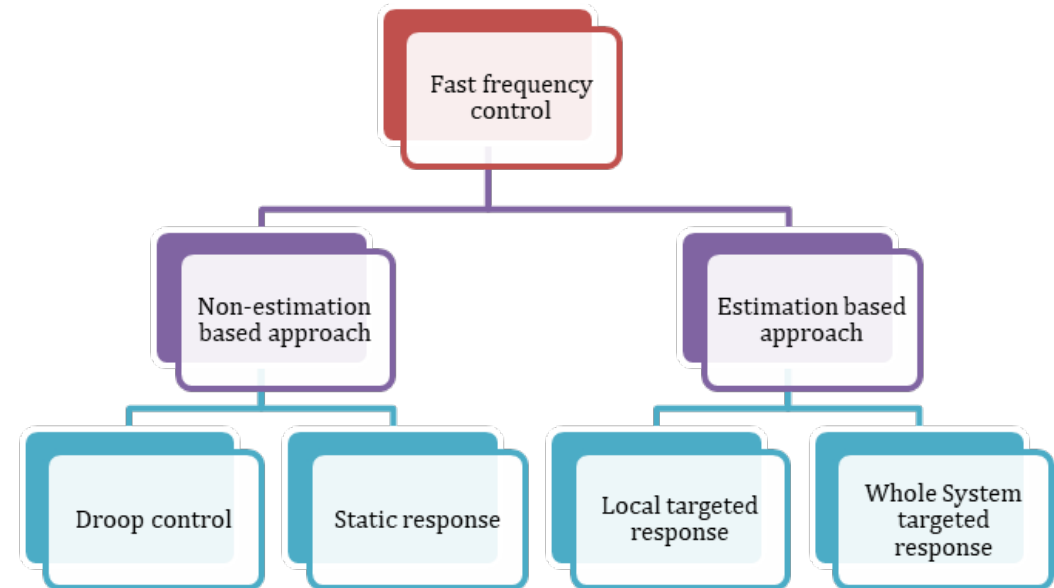 Fast frequency
control
Non-estimation
based approach
Estimation based
approach
Droop control
Static response
Local targeted
response
Whole System
targeted
response